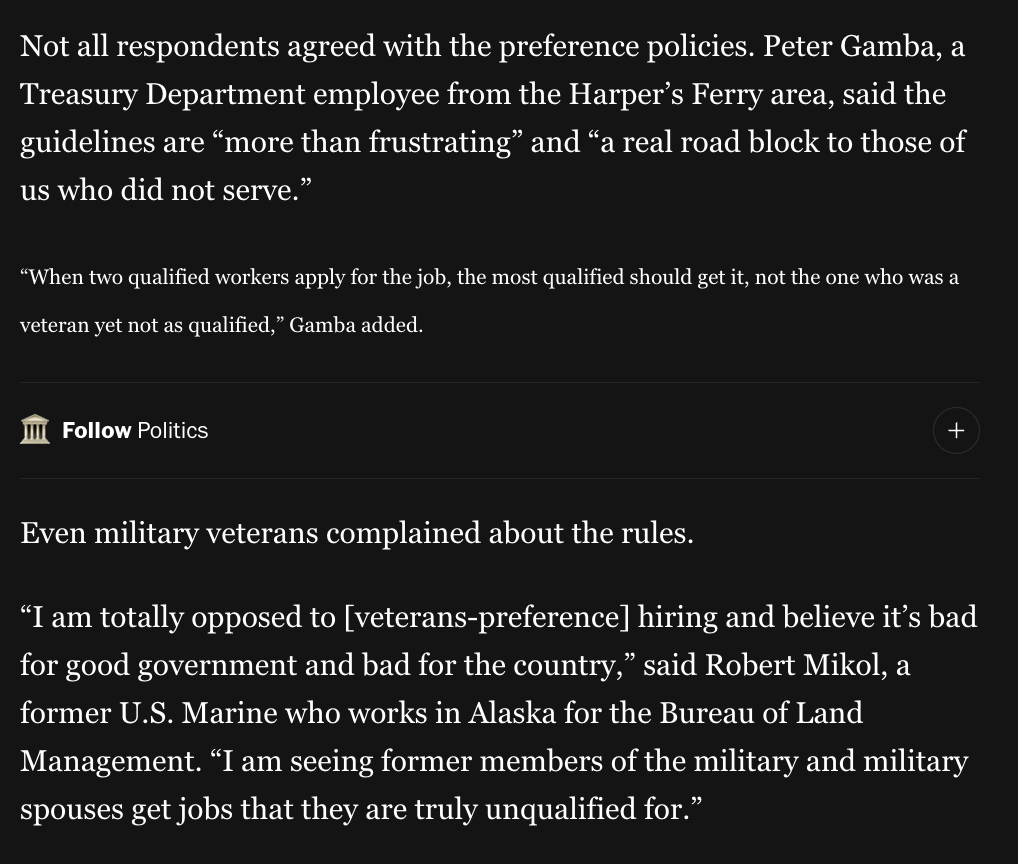 Not all respondents agreed with the preference policies. Peter Gamba, a
Treasury Department employee from the Harper’s Ferry area, said the
guidelines are “more than frustrating” and “a real road block to those of
us who did not serve.”
“When two qualified workers apply for the job, the most qualified should get it, not the one who was a
veteran yet not as qualified,” Gamba added.
Follow Politics
Even military veterans complained about the rules.
“I am totally opposed to [veterans-preference] hiring and believe it’s bad
for good government and bad for the country,” said Robert Mikol, a
former U.S. Marine who works in Alaska for the Bureau of Land
Management. “I am seeing former members of the military and military
spouses get jobs that they are truly unqualified for.”